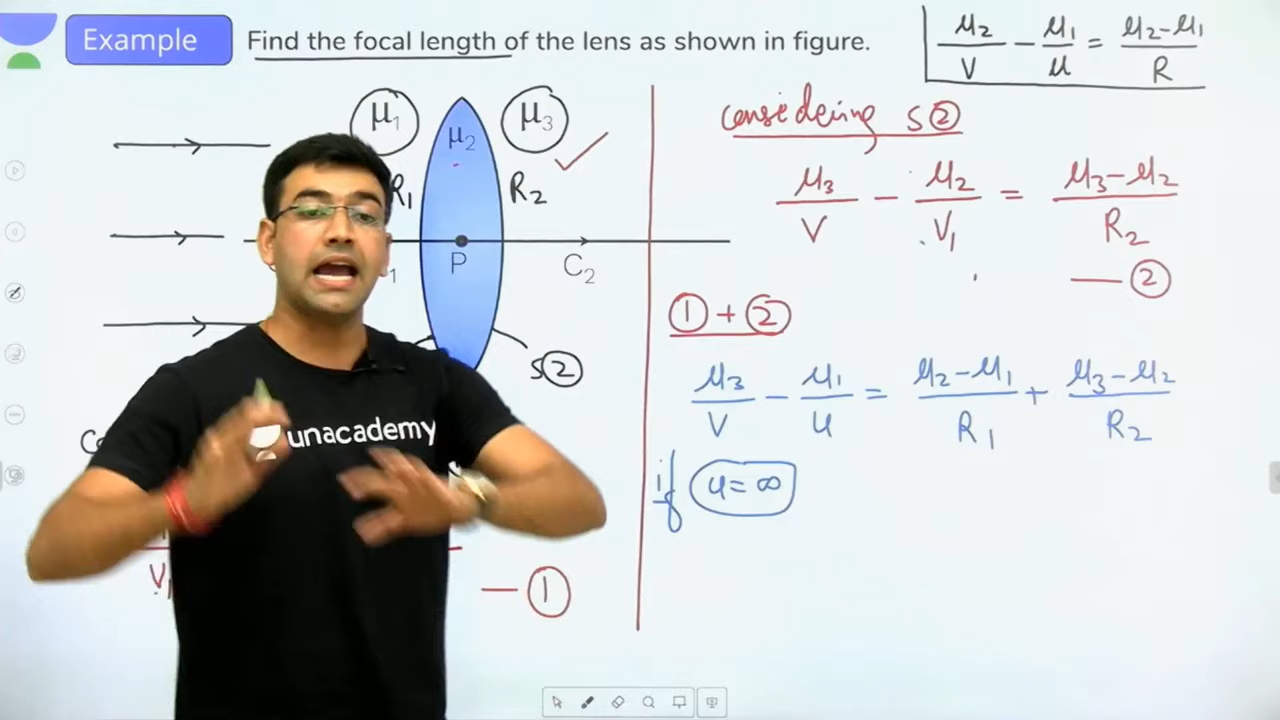 Example
Find the focal length of the lens as shown in figure.
μ₂/V − μ₁/u = μ₂−μ₁/R
μ₁
μ₂
μ₃
R₁
R₂
P
C₂
S②
considering S②
μ₃/V − μ₂/V₁ = μ₃−μ₂/R₂
— ②
① + ②
μ₃/V − μ₁/u = μ₂−μ₁/R₁ + μ₃−μ₂/R₂
if u = ∞
unacademy
V₁
— ①